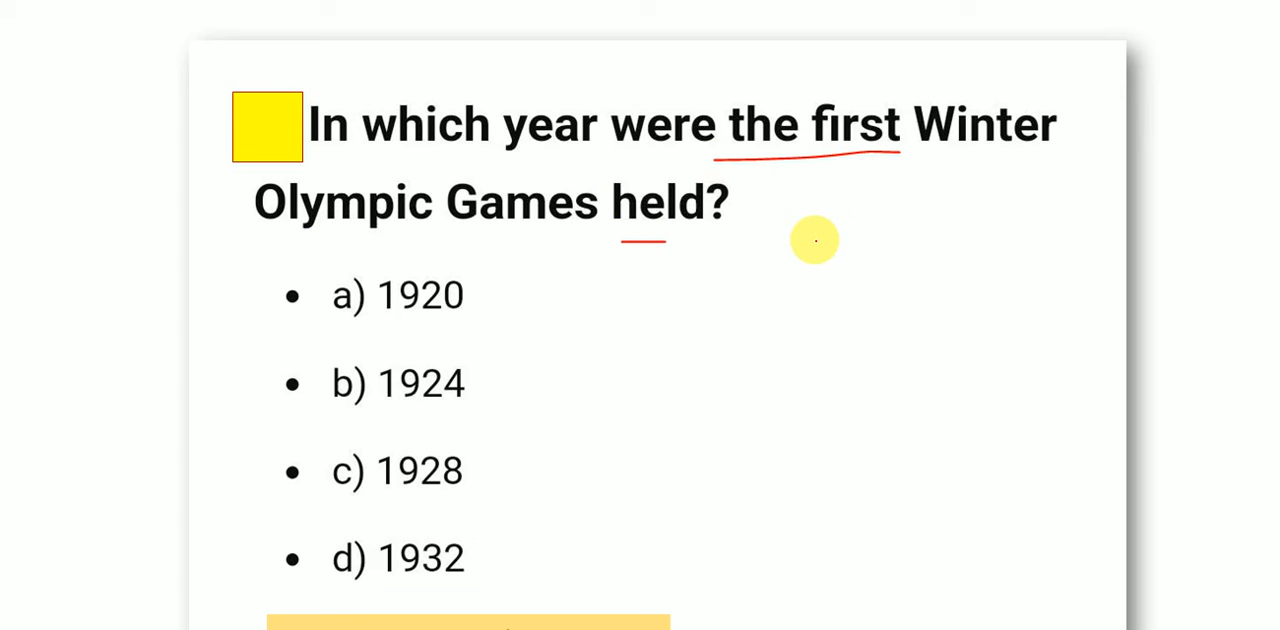 In which year were the first Winter
Olympic Games held?
a) 1920
b) 1924
c) 1928
d) 1932